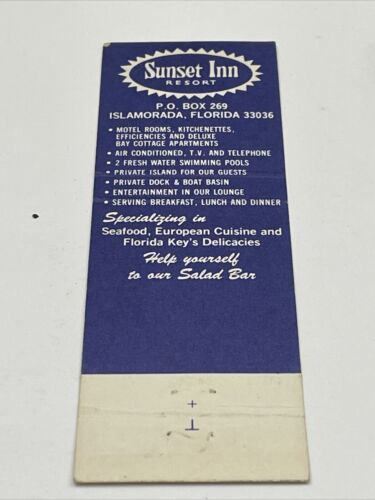 Sunset Inn
RESORT
P.O. BOX 269
ISLAMORADA, FLORIDA 33036
• MOTEL ROOMS, KITCHENETTES,
EFFICIENCIES AND DELUXE
BAY COTTAGE APARTMENTS
• AIR CONDITIONED, T.V. AND TELEPHONE
• 2 FRESH WATER SWIMMING POOLS
• PRIVATE ISLAND FOR OUR GUESTS
• PRIVATE DOCK & BOAT BASIN
• ENTERTAINMENT IN OUR LOUNGE
• SERVING BREAKFAST, LUNCH AND DINNER
Specializing in
Seafood, European Cuisine and
Florida Key's Delicacies
Help yourself
to our Salad Bar